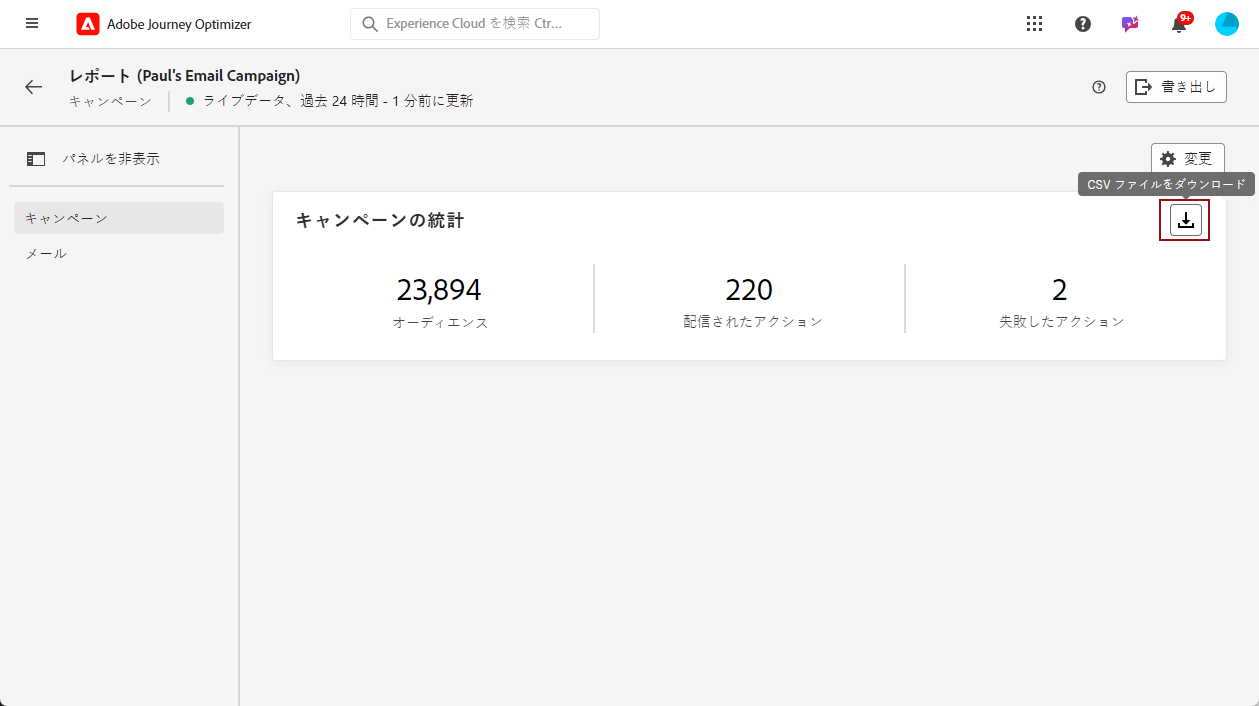 Adobe Journey Optimizer
Experience Cloud を検索 Ctr...
9+
レポート (Paul's Email Campaign)
キャンペーン
ライブデータ、過去 24 時間 - 1 分前に更新
書き出し
パネルを非表示
変更
CSV ファイルをダウンロード
キャンペーン
メール
キャンペーンの統計
23,894
オーディエンス
220
配信されたアクション
2
失敗したアクション